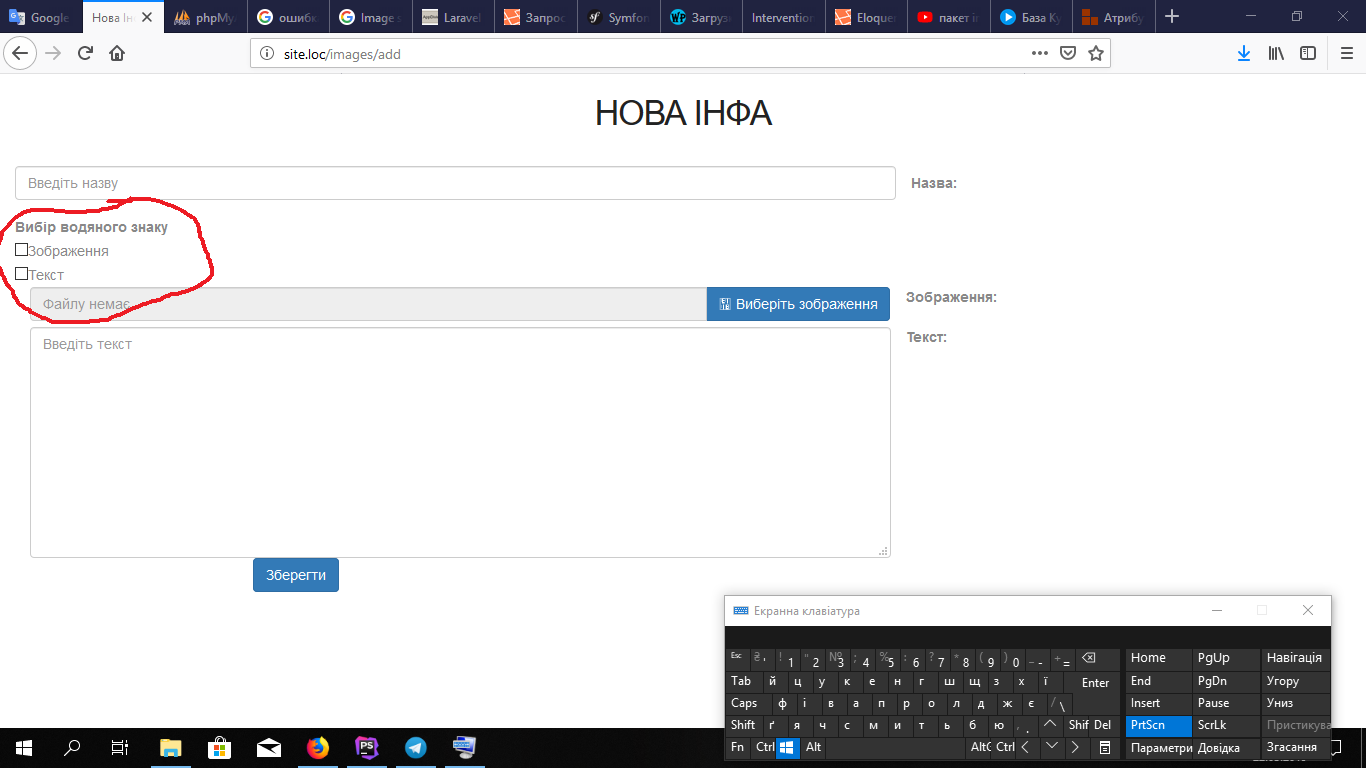 Google
Нова Ін
phpMy
ошибк
Image s
Laravel
Запрос
Symfon
Загрузк
Intervention
Eloque
пакет in
База Ку
Атрибу
site.loc/images/add
НОВА ІНФА
Введіть назву
Назва:
Вибір водяного знаку
Зображення
Текст
Файлу немає
Виберіть зображення
Зображення:
Введіть текст
Текст:
Зберегти
Екранна клавіатура
Esc ₴ ' ! 1 " 2 № 3 ; 4 % 5 : 6 ? 7 * 8 ( 9 ) 0 _ - + = Home PgUp Навігація
Tab й ц у к е н г ш щ з х ї Enter End PgDn Угору
Caps ф і в а п р о л д ж є / \ Insert Pause Униз
Shift ґ я ч с м и т ь б ю , . Shif Del PrtScn ScrLk Пристикува
Fn Ctrl Alt AltG Ctrl Параметри Довідка Згасання